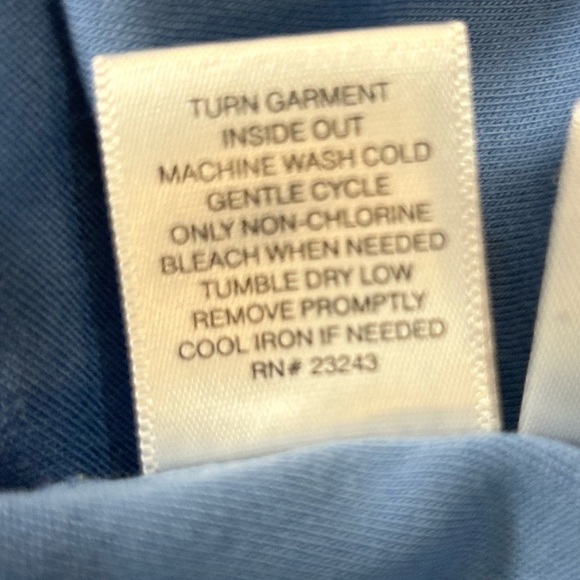 TURN GARMENT
INSIDE OUT
MACHINE WASH COLD
GENTLE CYCLE
ONLY NON-CHLORINE
BLEACH WHEN NEEDED
TUMBLE DRY LOW
REMOVE PROMPTLY
COOL IRON IF NEEDED
RN# 23243